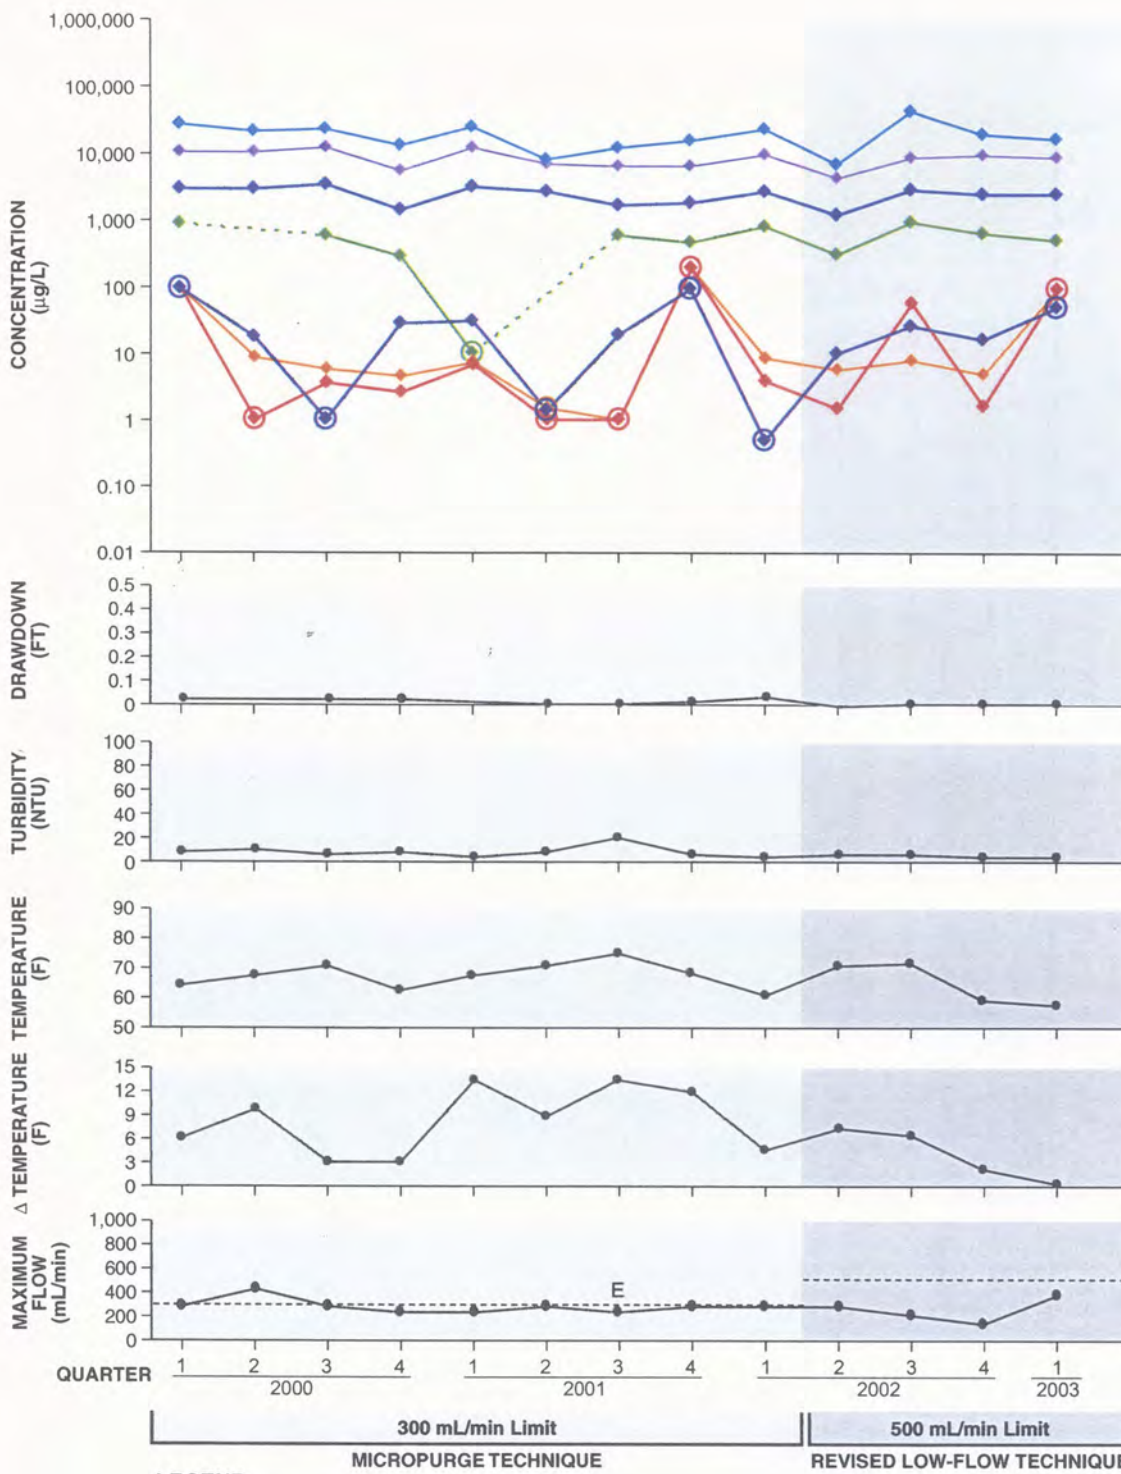 1,000,000
100,000
10,000
1,000
100
10
1
0.10
0.01
CONCENTRATION
(µg/L)
0.5
0.4
0.3
0.2
0.1
0
DRAWDOWN
(FT)
100
80
60
40
20
0
TURBIDITY
(NTU)
90
80
70
60
50
TEMPERATURE
(F)
15
12
9
6
3
0
Δ TEMPERATURE
(F)
1,000
800
600
400
200
0
MAXIMUM
FLOW
(mL/min)
E
QUARTER 1 2 3 4 1 2 3 4 1 2 3 4 1
2000 2001 2002 2003
300 mL/min Limit 500 mL/min Limit
MICROPURGE TECHNIQUE REVISED LOW-FLOW TECHNIQUE